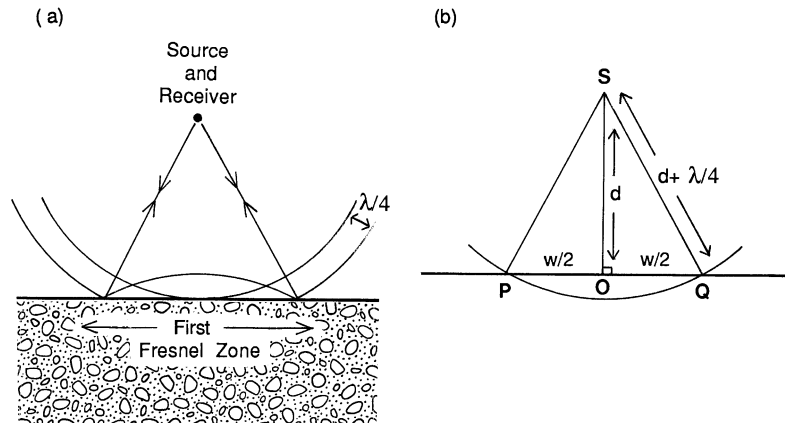 ( a)
Source
and
Receiver
λ/4
First
Fresnel Zone
(b)
S
d
d+ λ/4
w/2
w/2
P
O
Q